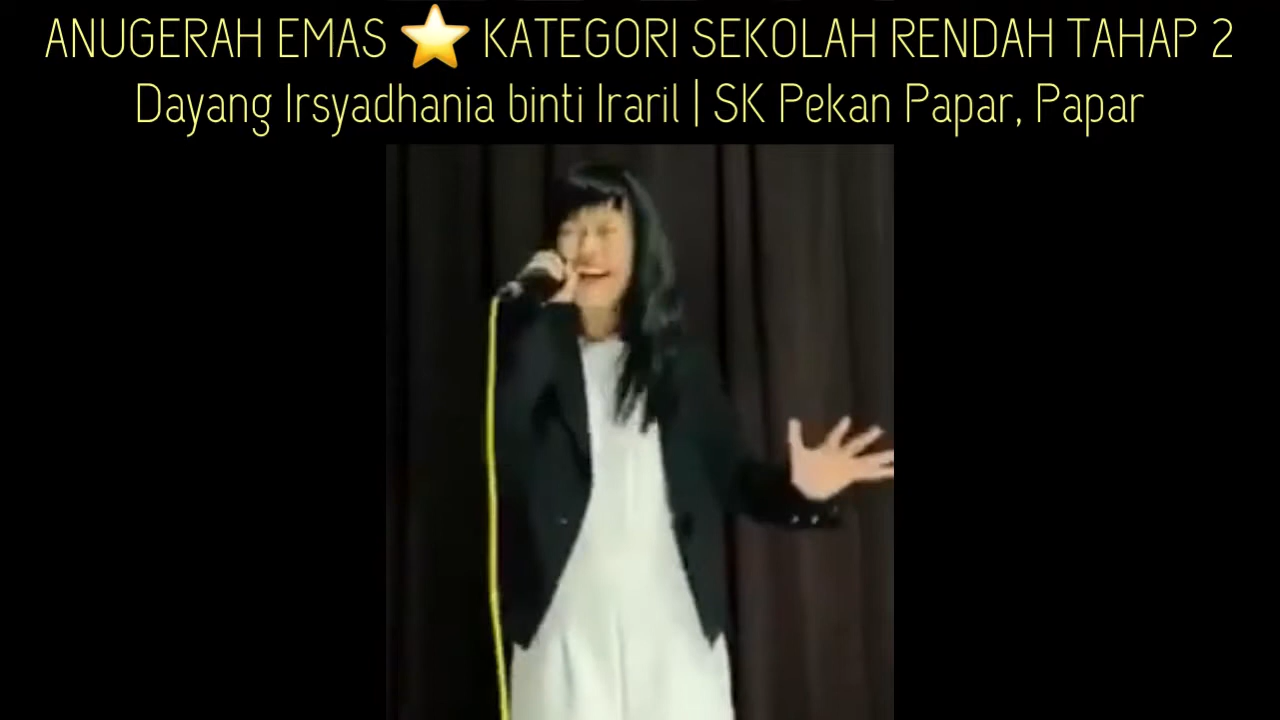 ANUGERAH EMAS ⭐ KATEGORI SEKOLAH RENDAH TAHAP 2
Dayang Irsyadhania binti Iraril | SK Pekan Papar, Papar